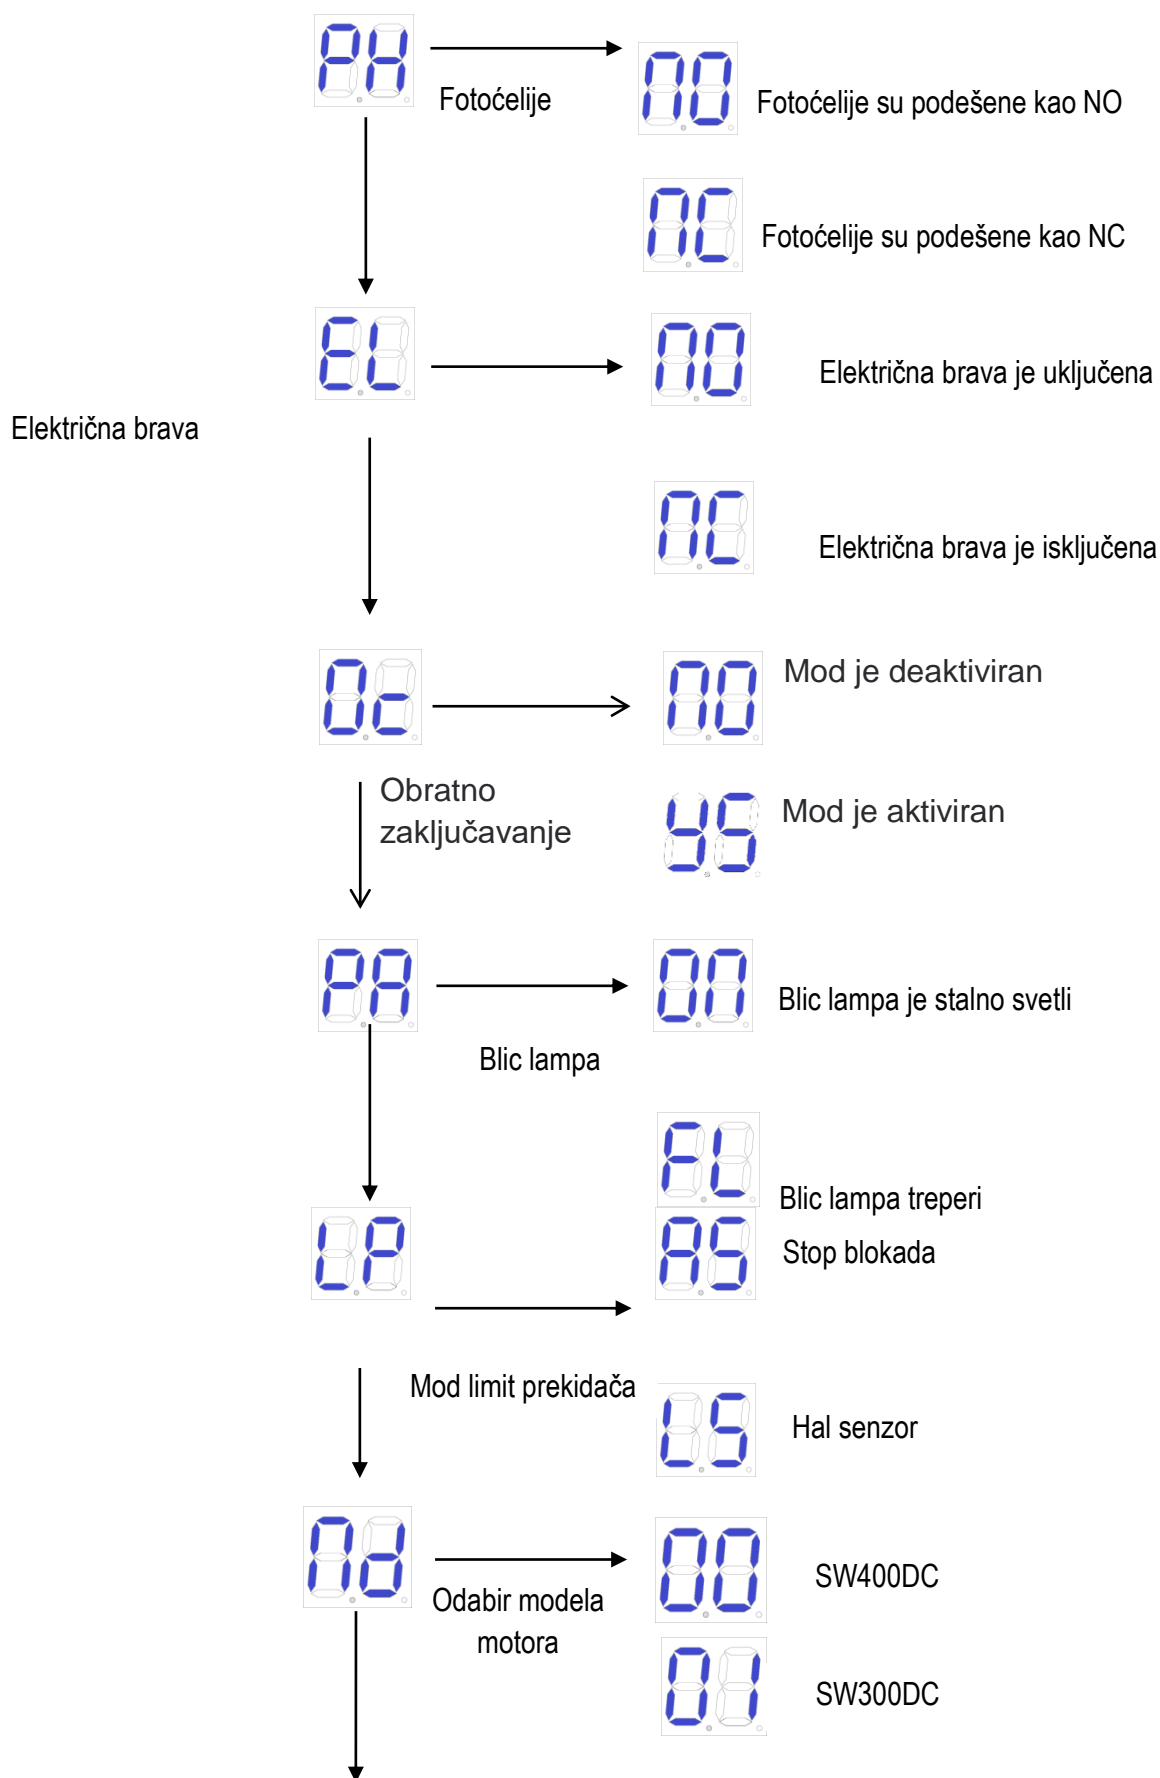 PH
Fotoćelije
NO
Fotoćelije su podešene kao NO
NC
Fotoćelije su podešene kao NC
EL
NO
Električna brava je uključena
Električna brava
NC
Električna brava je isključena
Oc
NO
Mod je deaktiviran
Obratno
zaključavanje
YS
Mod je aktiviran
PA
ON
Blic lampa je stalno svetli
Blic lampa
FL
Blic lampa treperi
LP
AS
Stop blokada
Mod limit prekidača
LS
Hal senzor
Nd
00
SW400DC
Odabir modela
motora
01
SW300DC